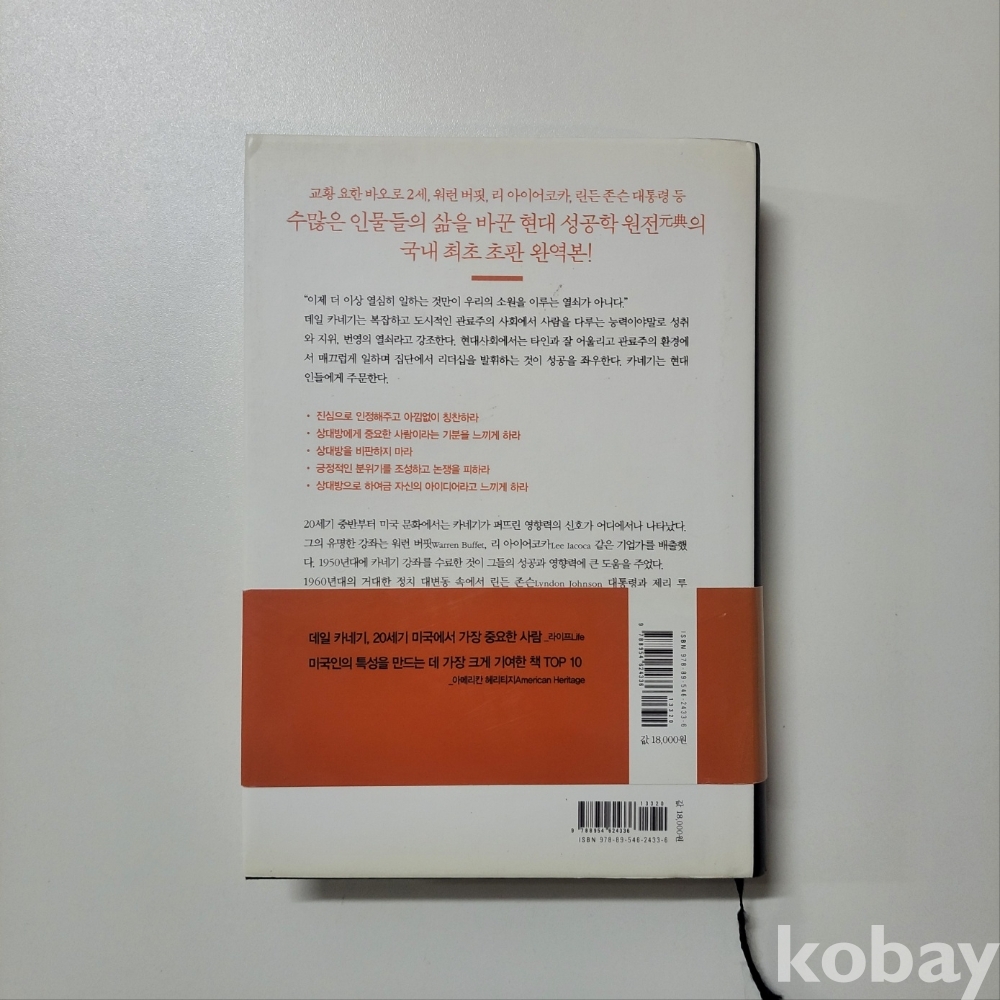 교황 요한 바오로 2세, 워런 버핏, 리 아이어코카, 린든 존슨 대통령 등
수많은 인물들의 삶을 바꾼 현대 성공학 원전元典의
국내 최초 초판 완역본!
“이제 더 이상 열심히 일하는 것만이 우리의 소원을 이루는 열쇠가 아니다.”
데일 카네기는 복잡하고 도시적인 관료주의 사회에서 사람을 다루는 능력이야말로 성취
와 지위, 번영의 열쇠라고 강조한다. 현대사회에서는 타인과 잘 어울리고 관료주의 환경에
서 매끄럽게 일하며 집단에서 리더십을 발휘하는 것이 성공을 좌우한다. 카네기는 현대
인들에게 주문한다.
• 진심으로 인정해주고 아낌없이 칭찬하라
• 상대방에게 중요한 사람이라는 기분을 느끼게 하라
• 상대방을 비판하지 마라
• 긍정적인 분위기를 조성하고 논쟁을 피하라
• 상대방으로 하여금 자신의 아이디어라고 느끼게 하라
20세기 중반부터 미국 문화에서는 카네기가 퍼뜨린 영향력의 신호가 어디에서나 나타났다.
그의 유명한 강좌는 워런 버핏Warren Buffet, 리 아이어코카Lee Iacoca 같은 기업가를 배출했
다. 1950년대에 카네기 강좌를 수료한 것이 그들의 성공과 영향력에 큰 도움을 주었다.
1960년대의 거대한 정치 대변동 속에서 린든 존슨Lyndon Johnson 대통령과 제리 루
데일 카네기, 20세기 미국에서 가장 중요한 사람 _라이프Life
미국인의 특성을 만드는 데 가장 크게 기여한 책 TOP 10
_아메리칸 헤리티지American Heritage
ISBN 978-89-546-2433-6
9 788954 624336
13320
값 18,000원
13320
9 788954 624336
ISBN 978-89-546-2433-6
값 18,000원
kobay